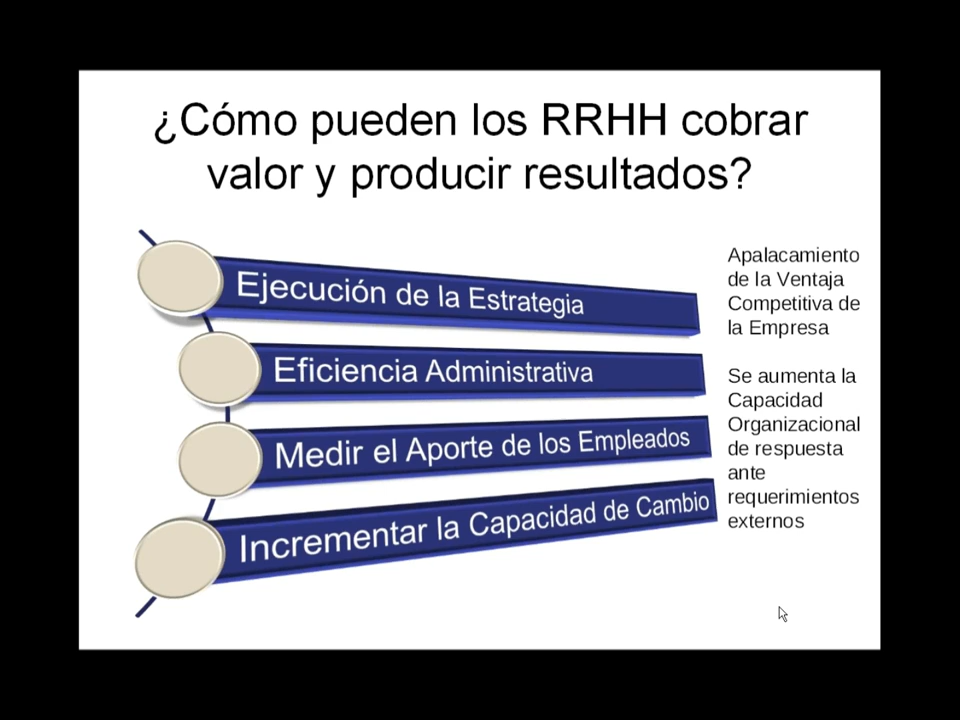 ¿Cómo pueden los RRHH cobrar
valor y producir resultados?
Ejecución de la Estrategia
Eficiencia Administrativa
Medir el Aporte de los Empleados
Incrementar la Capacidad de Cambio
Apalacamiento
de la Ventaja
Competitiva de
la Empresa
Se aumenta la
Capacidad
Organizacional
de respuesta
ante
requerimientos
externos